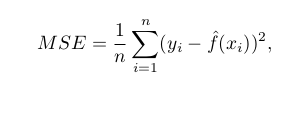 $MSE = \frac{1}{n} \sum_{i=1}^{n} (y_i - \hat{f}(x_i))^2,$